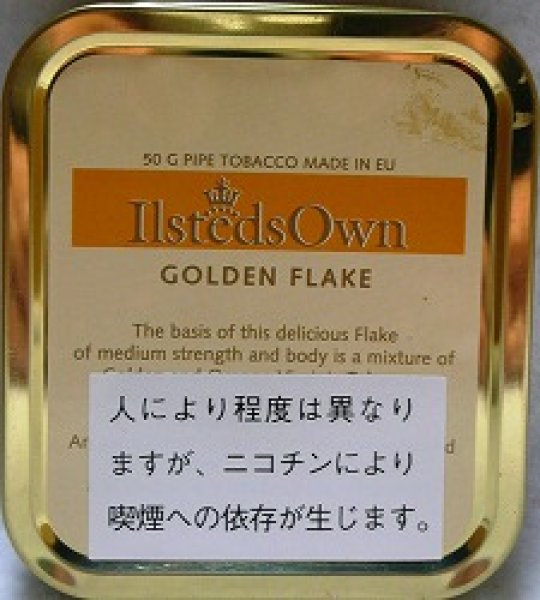 50 G PIPE TOBACCO MADE IN EU
IlstedsOwn
GOLDEN FLAKE
The basis of this delicious Flake
of medium strength and body is a mixture of
人により程度は異なり
ますが、ニコチンにより
喫煙への依存が生じます。